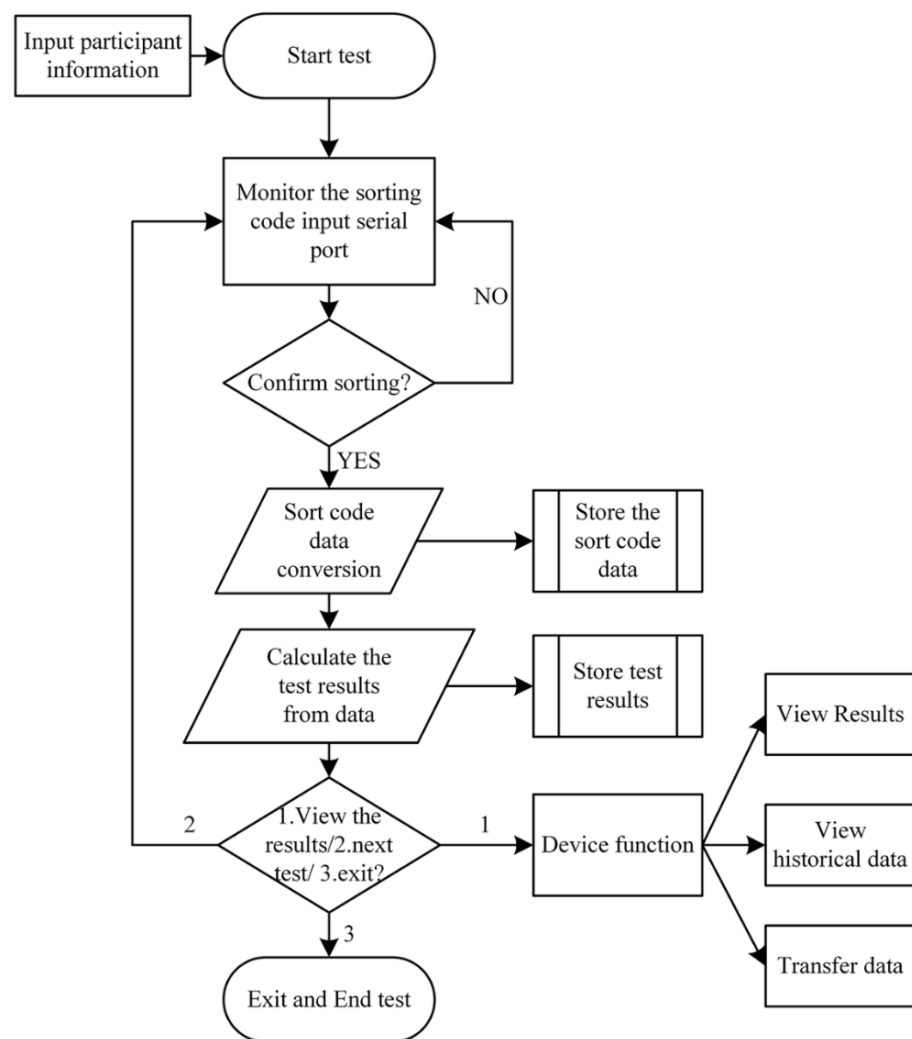 Input participant
information
Start test
Monitor the sorting
code input serial
port
NO
Confirm sorting?
YES
Sort code
data
conversion
Store the
sort code
data
Calculate the
test results
from data
Store test
results
View Results
2
1.View the
results/2.next
test/ 3.exit?
1
Device function
View
historical data
3
Transfer data
Exit and End test